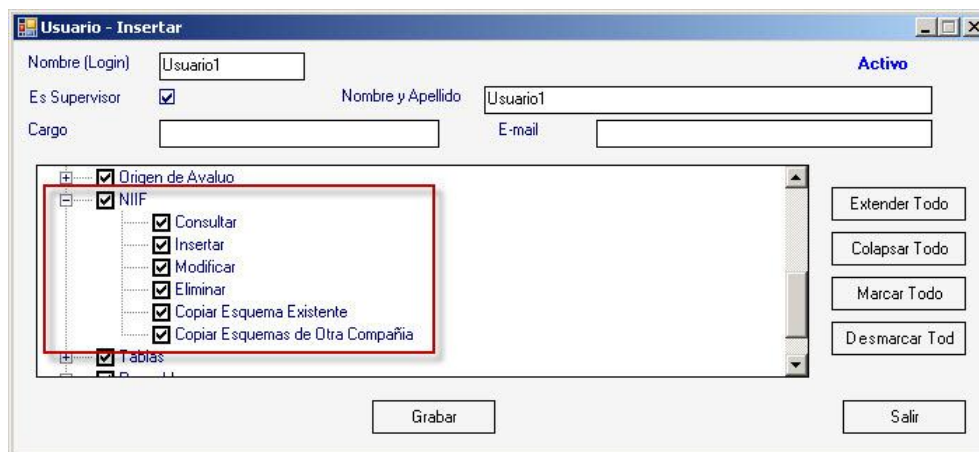 Usuario - Insertar
Nombre (Login) Usuario1 Activo
Es Supervisor Nombre y Apellido Usuario1
Cargo E-mail
Origen de Avaluo
NIIF
Consultar
Insertar
Modificar
Eliminar
Copiar Esquema Existente
Copiar Esquemas de Otra Compañia
Tablas
Extender Todo
Colapsar Todo
Marcar Todo
Desmarcar Tod
Grabar Salir